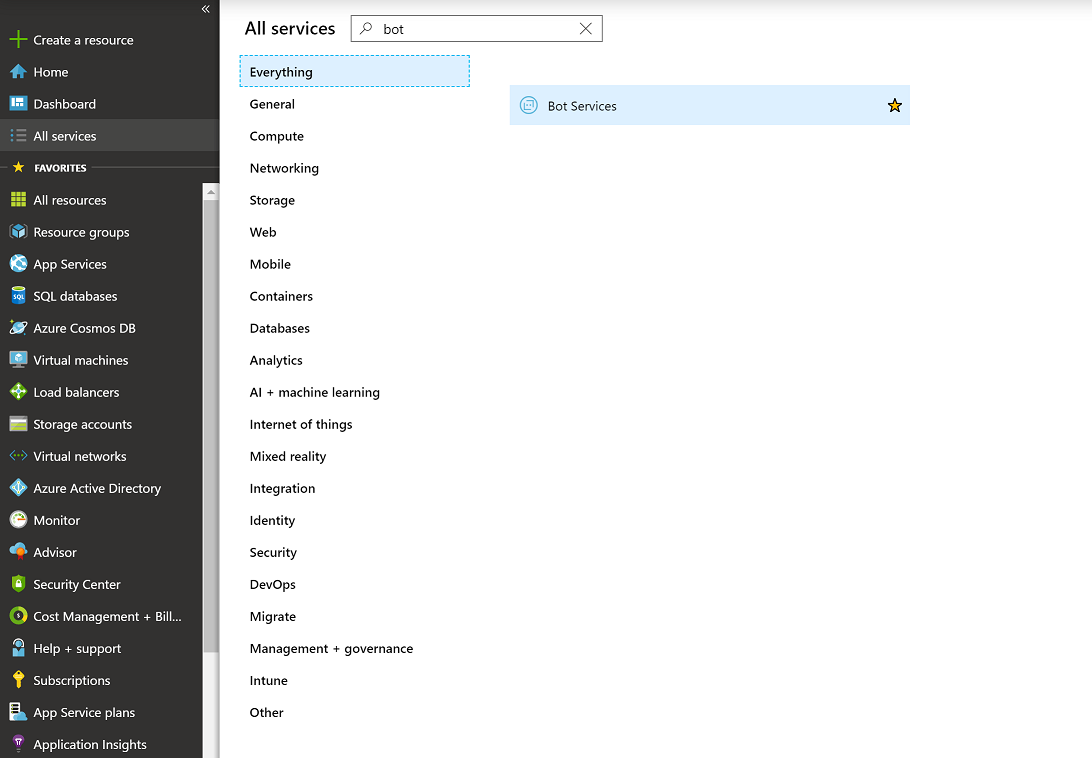 «
Create a resource
Home
Dashboard
All services
FAVORITES
All resources
Resource groups
App Services
SQL databases
Azure Cosmos DB
Virtual machines
Load balancers
Storage accounts
Virtual networks
Azure Active Directory
Monitor
Advisor
Security Center
Cost Management + Bill...
Help + support
Subscriptions
App Service plans
Application Insights
All services
bot
Everything
General
Compute
Networking
Storage
Web
Mobile
Containers
Databases
Analytics
AI + machine learning
Internet of things
Mixed reality
Integration
Identity
Security
DevOps
Migrate
Management + governance
Intune
Other
Bot Services